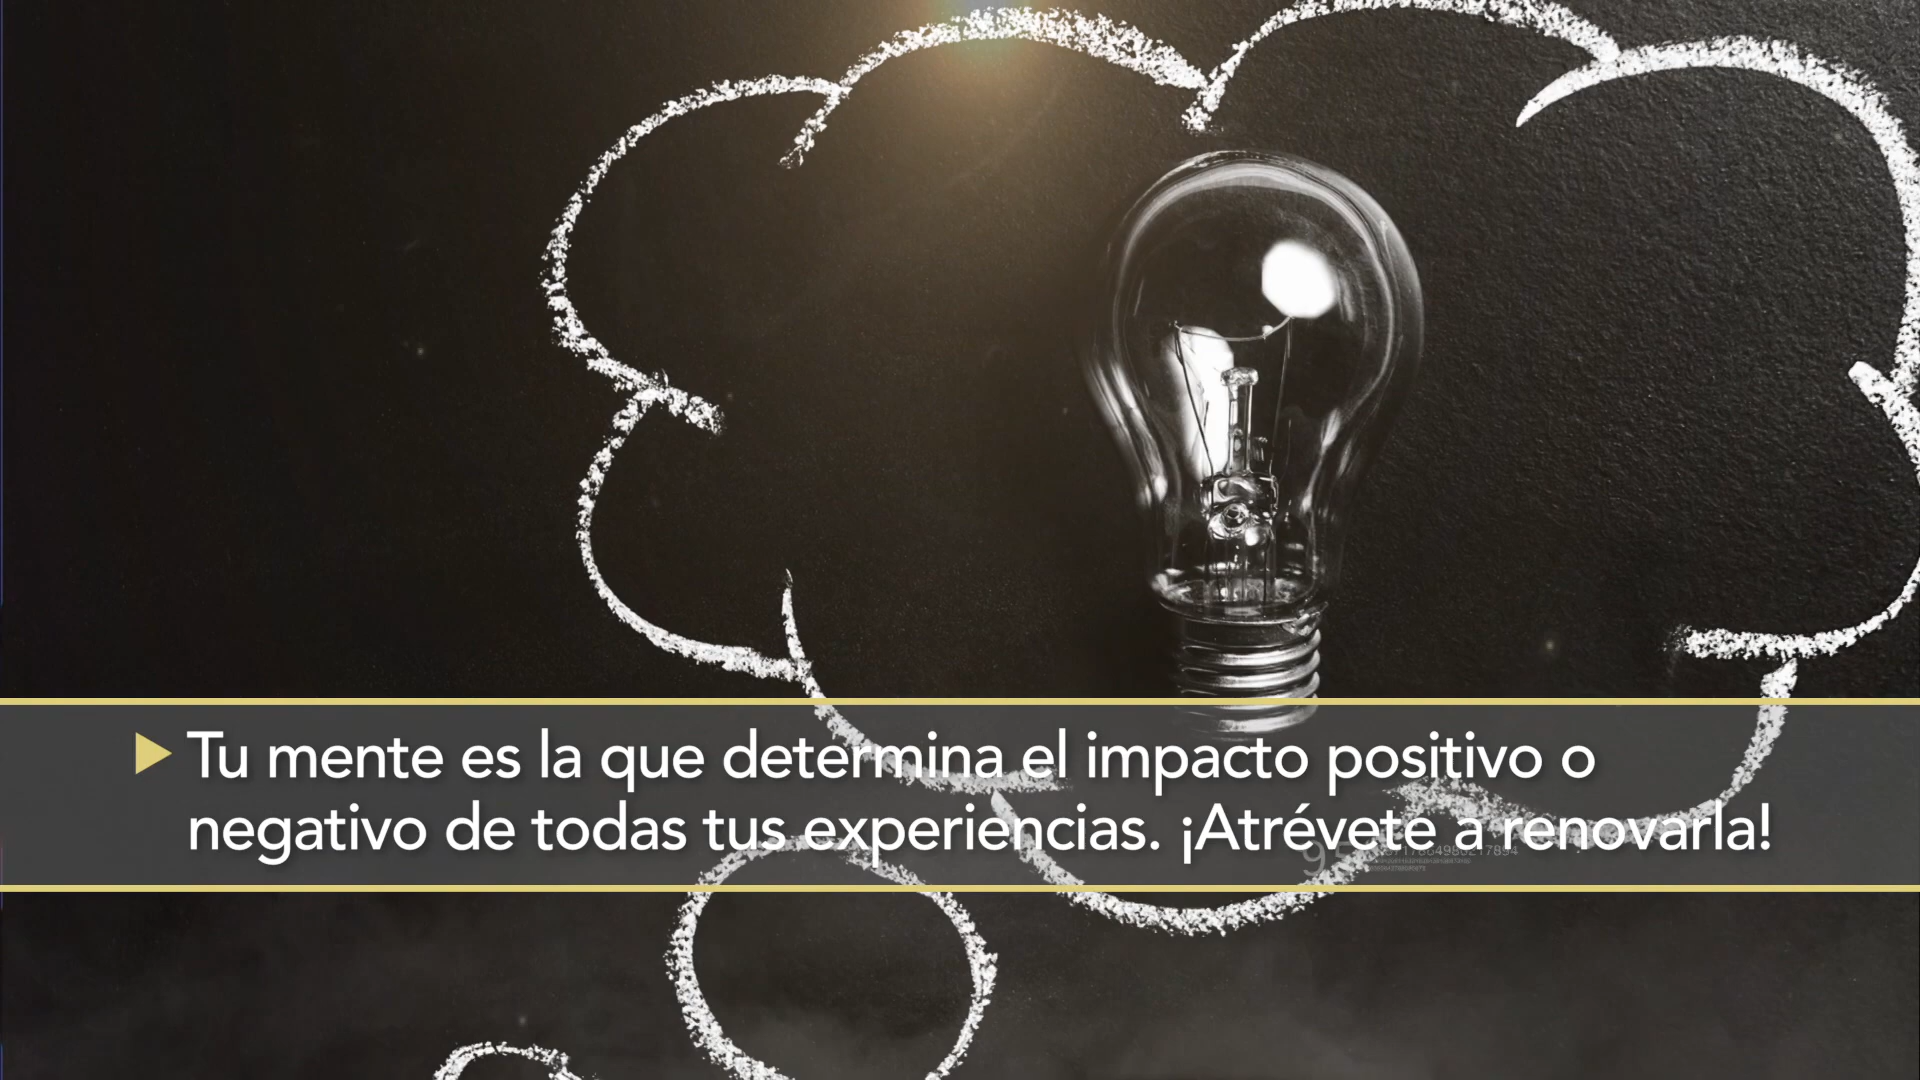 Tu mente es la que determina el impacto positivo o
negativo de todas tus experiencias. ¡Atrévete a renovarla!